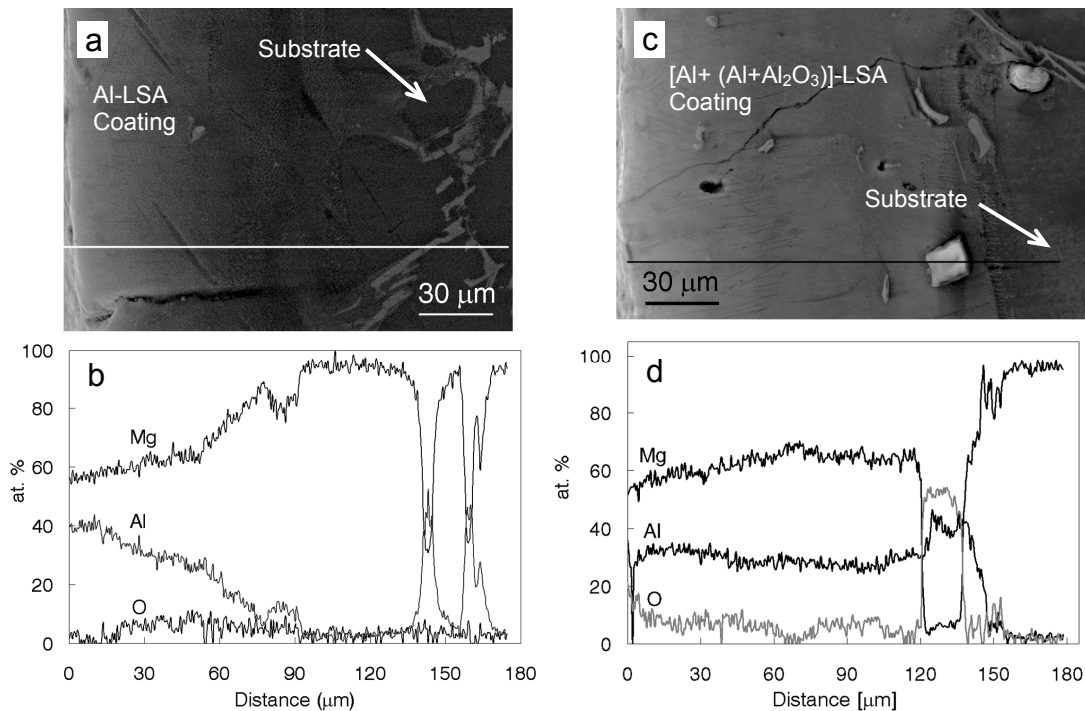 a
Substrate
Al-LSA
Coating
30 μm
c
[Al+ (Al+Al₂O₃)]-LSA
Coating
Substrate
30 μm
b
100
80
60
40
20
0
at. %
Mg
Al
O
0 30 60 90 120 150 180
Distance (μm)
d
100
80
60
40
20
0
at. %
Mg
Al
O
0 30 60 90 120 150 180
Distance [μm]